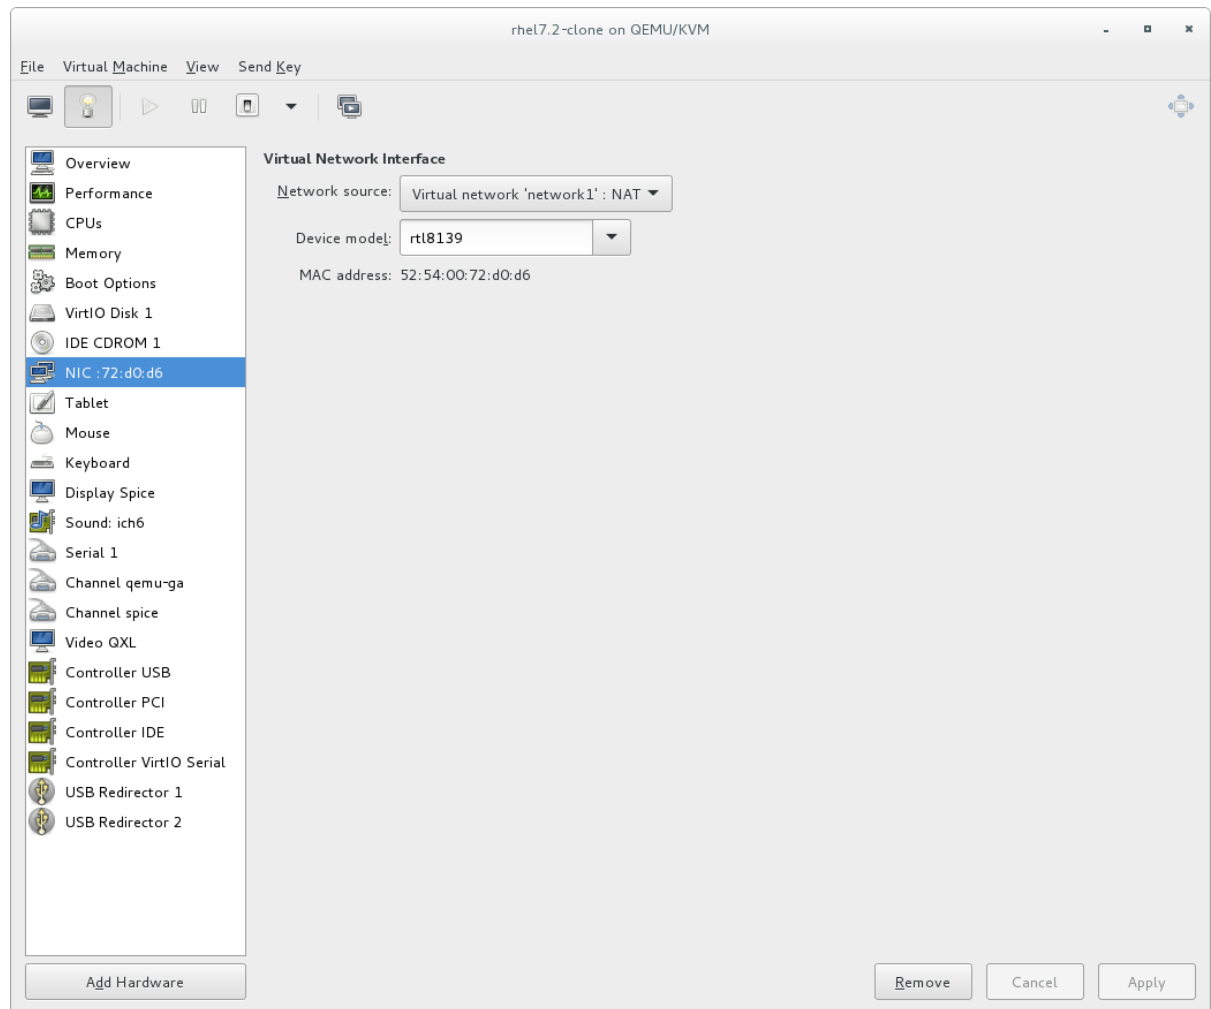 rhel7.2-clone on QEMU/KVM
File Virtual Machine View Send Key
Overview
Performance
CPUs
Memory
Boot Options
VirtIO Disk 1
IDE CDROM 1
NIC :72:d0:d6
Tablet
Mouse
Keyboard
Display Spice
Sound: ich6
Serial 1
Channel qemu-ga
Channel spice
Video QXL
Controller USB
Controller PCI
Controller IDE
Controller VirtIO Serial
USB Redirector 1
USB Redirector 2
Add Hardware
Virtual Network Interface
Network source: Virtual network 'network1' : NAT
Device model: rtl8139
MAC address: 52:54:00:72:d0:d6
Remove Cancel Apply